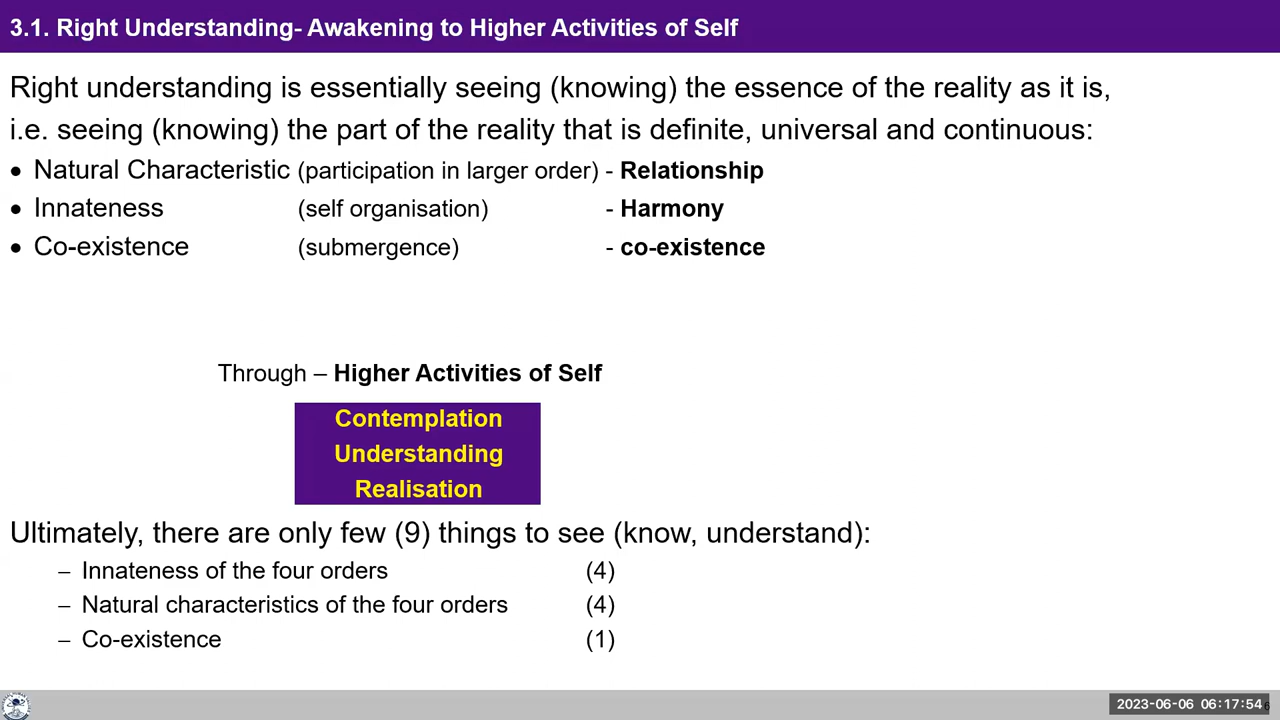 3.1. Right Understanding- Awakening to Higher Activities of Self
Right understanding is essentially seeing (knowing) the essence of the reality as it is,
i.e. seeing (knowing) the part of the reality that is definite, universal and continuous:
• Natural Characteristic (participation in larger order) - Relationship
• Innateness (self organisation) - Harmony
• Co-existence (submergence) - co-existence
Through – Higher Activities of Self
Contemplation
Understanding
Realisation
Ultimately, there are only few (9) things to see (know, understand):
– Innateness of the four orders (4)
– Natural characteristics of the four orders (4)
– Co-existence (1)
2023-06-06 06:17:54
6